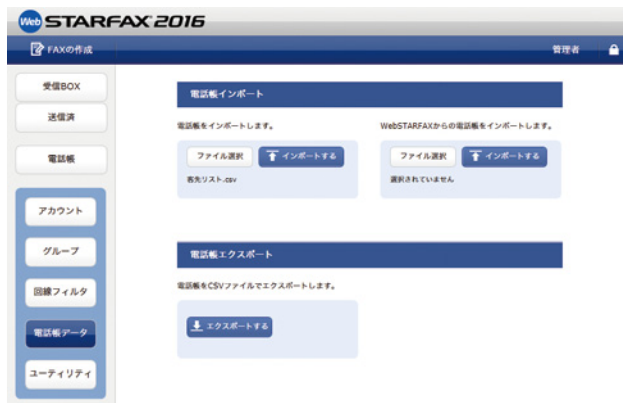 Web STARFAX 2016
FAXの作成
管理者
受信BOX
送信済
電話帳
アカウント
グループ
回線フィルタ
電話帳データ
ユーティリティ
電話帳インポート
電話帳をインポートします。
ファイル選択
インポートする
客先リスト.csv
WebSTARFAXからの電話帳をインポートします。
ファイル選択
インポートする
選択されていません
電話帳エクスポート
電話帳をCSVファイルでエクスポートします。
エクスポートする